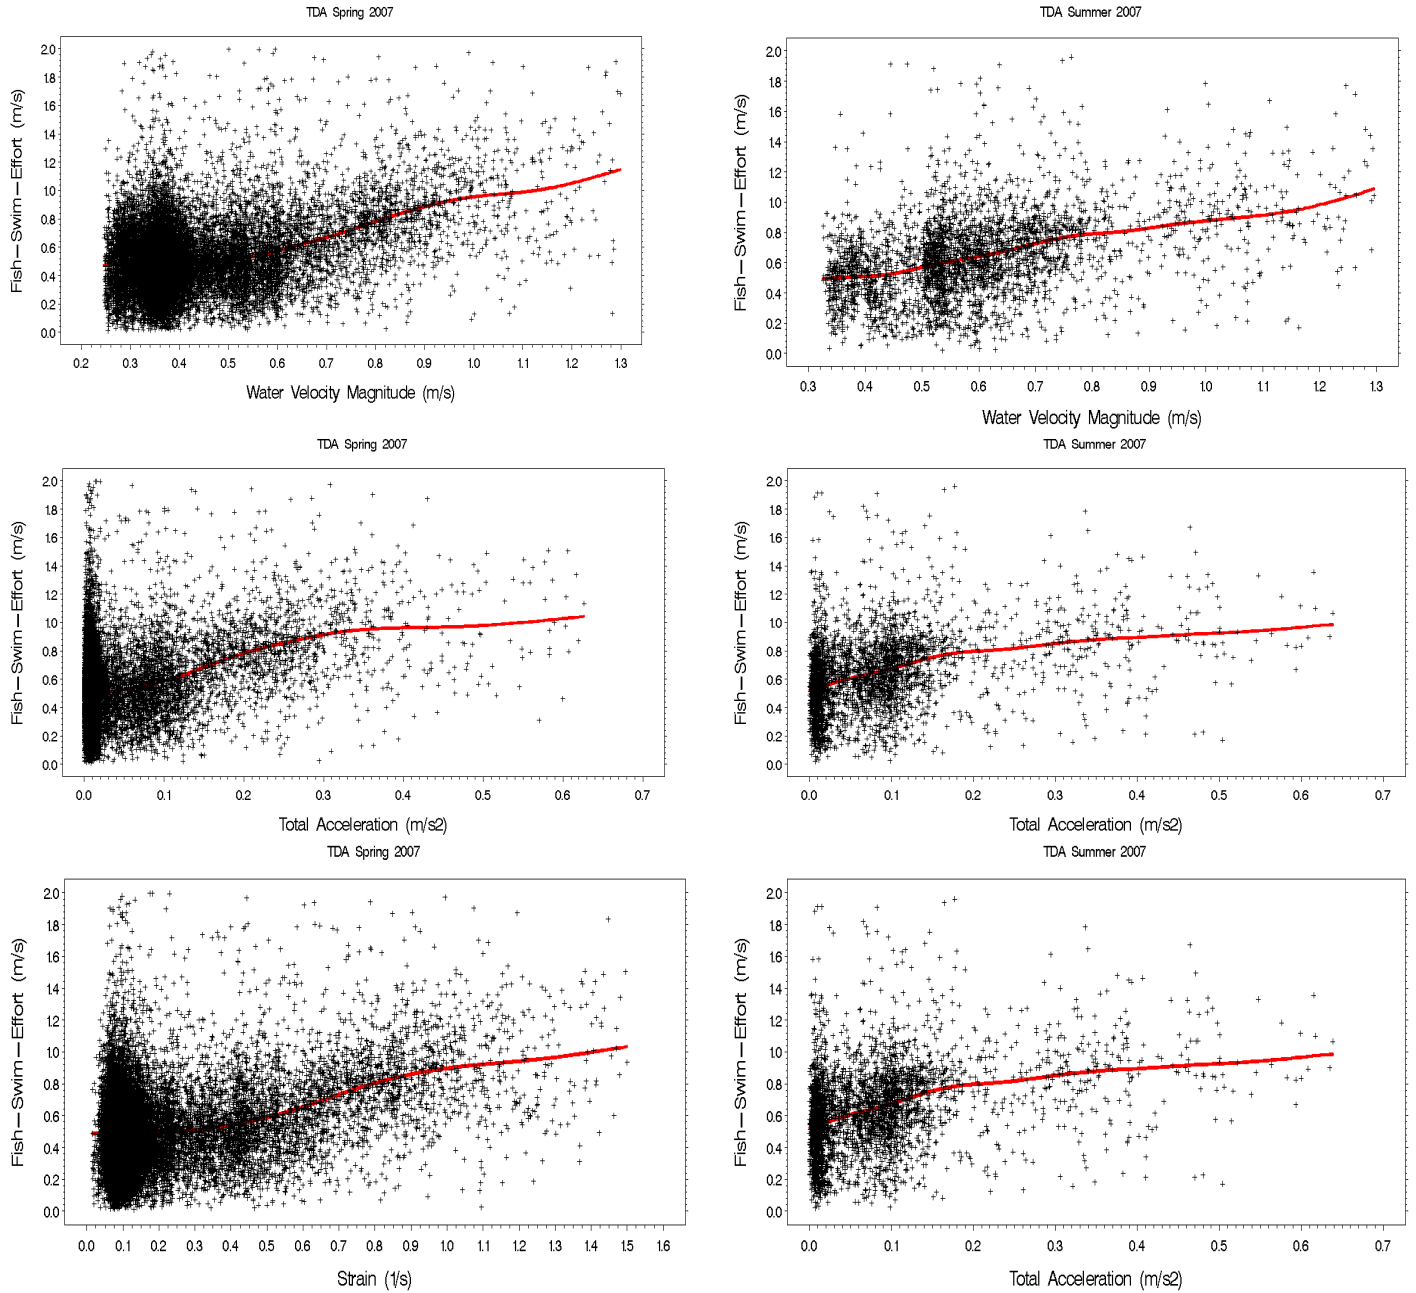 TDA Spring 2007
2.0
1.8
1.6
1.4
1.2
1.0
0.8
0.6
0.4
0.2
0.0
Fish—Swim—Effort (m/s)
0.2 0.3 0.4 0.5 0.6 0.7 0.8 0.9 1.0 1.1 1.2 1.3
Water Velocity Magnitude (m/s)
TDA Summer 2007
2.0
1.8
1.6
1.4
1.2
1.0
0.8
0.6
0.4
0.2
0.0
Fish—Swim—Effort (m/s)
0.3 0.4 0.5 0.6 0.7 0.8 0.9 1.0 1.1 1.2 1.3
Water Velocity Magnitude (m/s)
TDA Spring 2007
2.0
1.8
1.6
1.4
1.2
1.0
0.8
0.6
0.4
0.2
0.0
Fish—Swim—Effort (m/s)
0.0 0.1 0.2 0.3 0.4 0.5 0.6 0.7
Total Acceleration (m/s2)
TDA Summer 2007
2.0
1.8
1.6
1.4
1.2
1.0
0.8
0.6
0.4
0.2
0.0
Fish—Swim—Effort (m/s)
0.0 0.1 0.2 0.3 0.4 0.5 0.6 0.7
Total Acceleration (m/s2)
TDA Spring 2007
2.0
1.8
1.6
1.4
1.2
1.0
0.8
0.6
0.4
0.2
0.0
Fish—Swim—Effort (m/s)
0.0 0.1 0.2 0.3 0.4 0.5 0.6 0.7 0.8 0.9 1.0 1.1 1.2 1.3 1.4 1.5 1.6
Strain (1/s)
TDA Summer 2007
2.0
1.8
1.6
1.4
1.2
1.0
0.8
0.6
0.4
0.2
0.0
Fish—Swim—Effort (m/s)
0.0 0.1 0.2 0.3 0.4 0.5 0.6 0.7
Total Acceleration (m/s2)